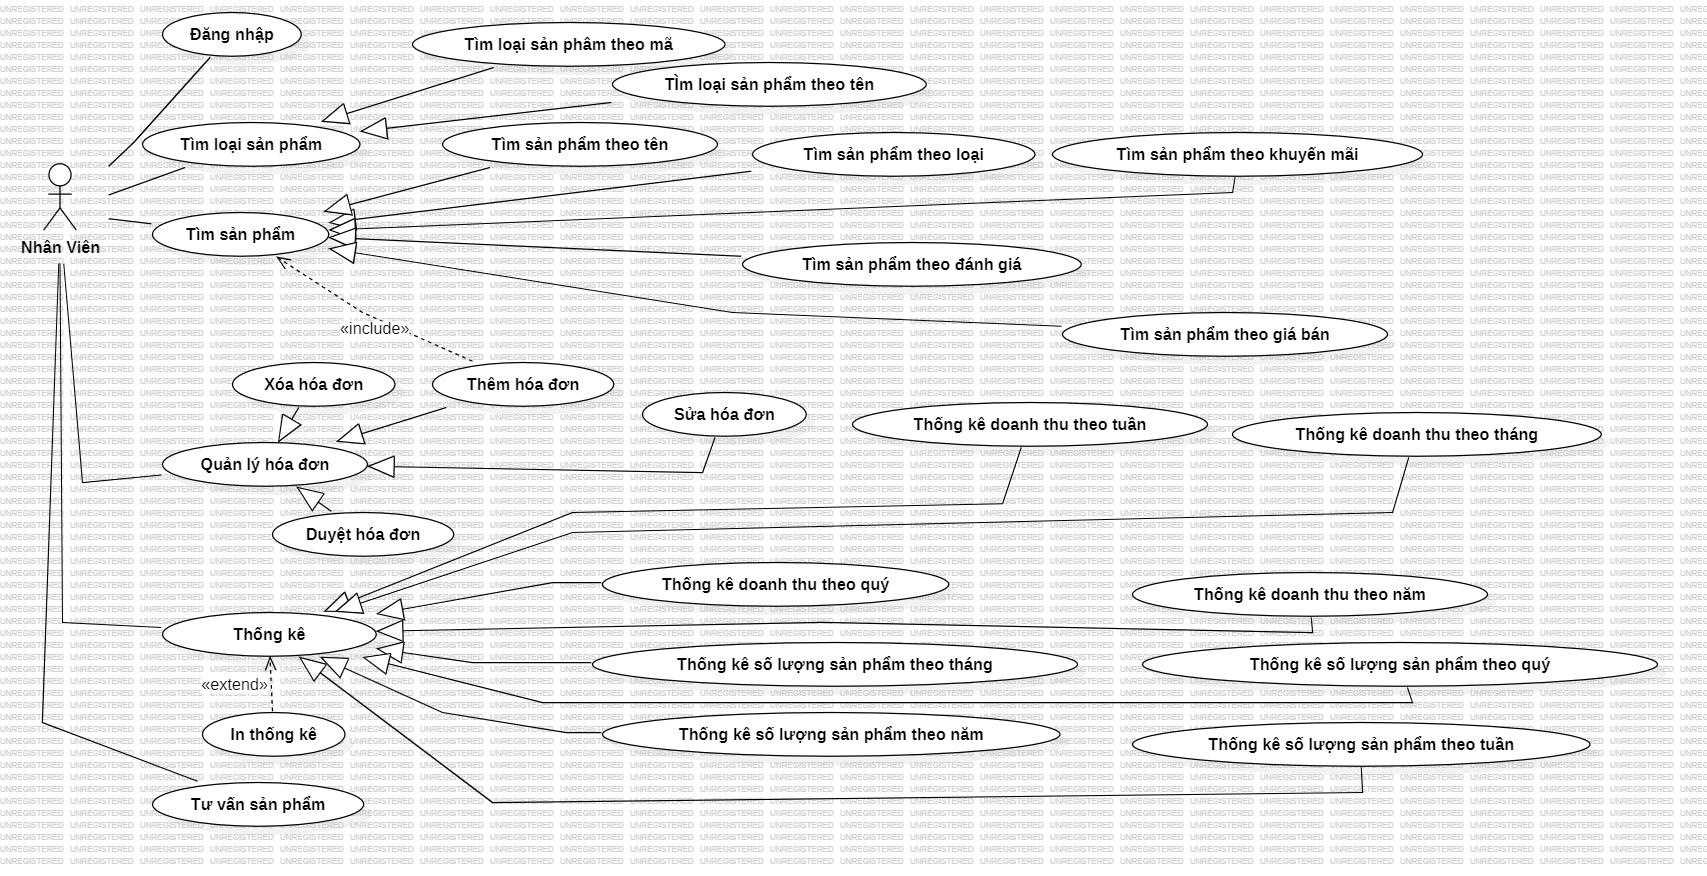 Đăng nhập
Tìm loại sản phâm theo mã
TÌm loại sản phẩm theo tên
Tìm loại sản phẩm
Tìm sản phẩm theo tên
Tìm sản phẩm theo loại
Tìm sản phẩm theo khuyến mãi
Nhân Viên
Tìm sản phẩm
Tìm sản phẩm theo đánh giá
«include»
Tìm sản phẩm theo giá bán
Xóa hóa đơn
Thêm hóa đơn
Sửa hóa đơn
Thống kê doanh thu theo tuần
Thống kê doanh thu theo tháng
Quản lý hóa đơn
Duyệt hóa đơn
Thống kê doanh thu theo quý
Thống kê doanh thu theo năm
Thống kê
Thống kê số lượng sản phẩm theo tháng
Thống kê số lượng sản phẩm theo quý
«extend»
In thống kê
Thống kê số lượng sản phẩm theo năm
Thống kê số lượng sản phẩm theo tuần
Tư vấn sản phẩm
UNREGISTERED